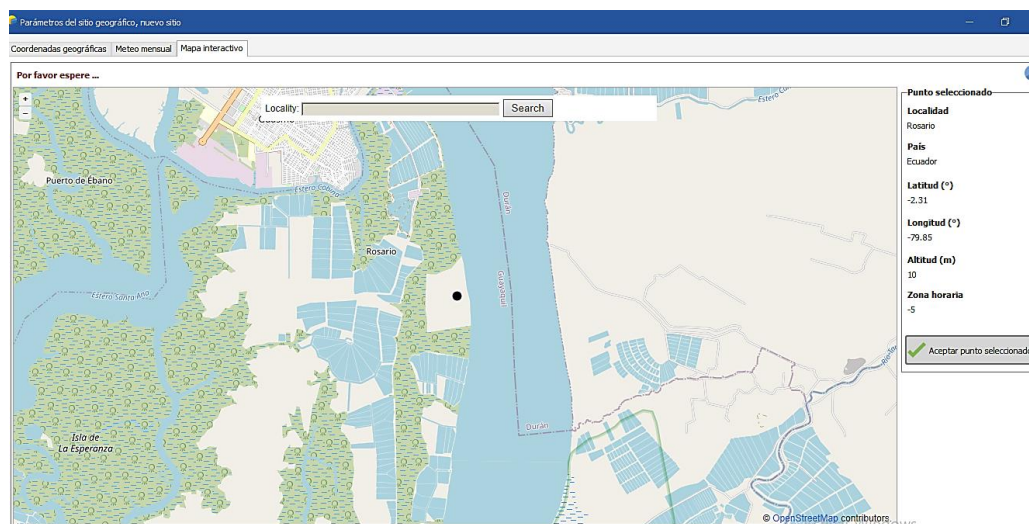 Parámetros del sitio geográfico, nuevo sitio
Coordenadas geográficas Meteo mensual Mapa interactivo
Por favor espere ...
Punto seleccionado
+
−
Locality: Search
Localidad
Rosario
País
Ecuador
Latitud (°)
-2.31
Longitud (°)
-79.85
Altitud (m)
10
Zona horaria
-5
Aceptar punto seleccionado
Puerto de Ébano
Estero Cobina
Durán
Rosario
Guayaquil
Estero Santa Ana
Durán
Isla de
La Esperanza
© OpenStreetMap contributors